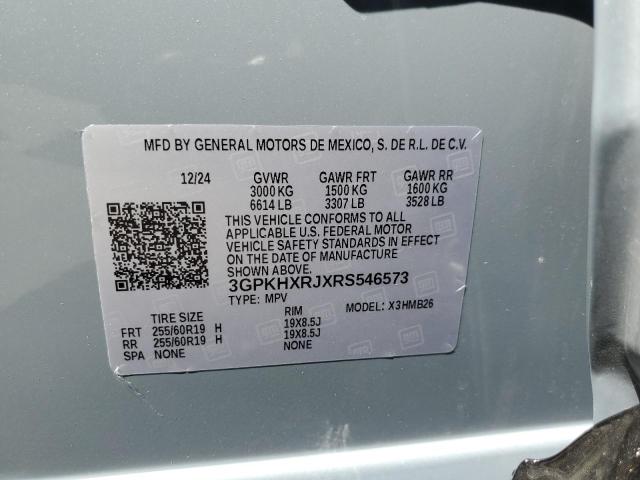 MFD BY GENERAL MOTORS DE MEXICO, S. DE R.L. DE C.V.
12/24 GVWR GAWR FRT GAWR RR
3000 KG 1500 KG 1600 KG
6614 LB 3307 LB 3528 LB
THIS VEHICLE CONFORMS TO ALL
APPLICABLE U.S. FEDERAL MOTOR
VEHICLE SAFETY STANDARDS IN EFFECT
ON THE DATE OF MANUFACTURE
SHOWN ABOVE.
3GPKHXRJXRS546573
TYPE: MPV MODEL: X3HMB26
TIRE SIZE RIM
FRT 255/60R19 H 19X8.5J
RR 255/60R19 H 19X8.5J
SPA NONE NONE